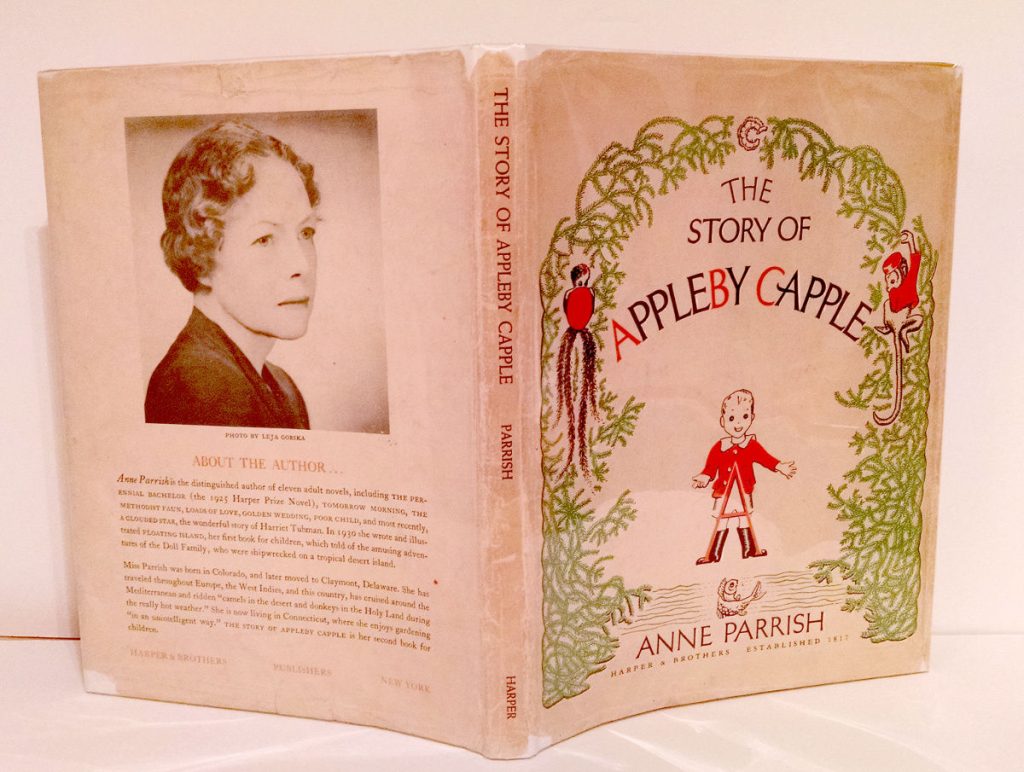 PHOTO BY LEJA GORSKA
ABOUT THE AUTHOR...
Anne Parrish is the distinguished author of eleven adult novels, including THE PER-
ENNIAL BACHELOR (the 1925 Harper Prize Novel), TOMORROW MORNING, THE
METHODIST FAUN, LOADS OF LOVE, GOLDEN WEDDING, POOR CHILD, and most recently,
A CLOUDED STAR, the wonderful story of Harriet Tubman. In 1930 she wrote and illus-
trated FLOATING ISLAND, her first book for children, which told of the amusing adven-
tures of the Doll Family, who were shipwrecked on a tropical desert island.
Miss Parrish was born in Colorado, and later moved to Claymont, Delaware. She has
traveled throughout Europe, the West Indies, and this country, has cruised around the
Mediterranean and ridden "camels in the desert and donkeys in the Holy Land during
the really hot weather." She is now living in Connecticut, where she enjoys gardening
"in an unintelligent way." THE STORY OF APPLEBY CAPPLE is her second book for
children.
HARPER & BROTHERS PUBLISHERS NEW YORK
THE STORY OF APPLEBY CAPPLE PARRISH HARPER
C
THE
STORY OF
APPLEBY CAPPLE
A
ANNE PARRISH
HARPER & BROTHERS ESTABLISHED 1817